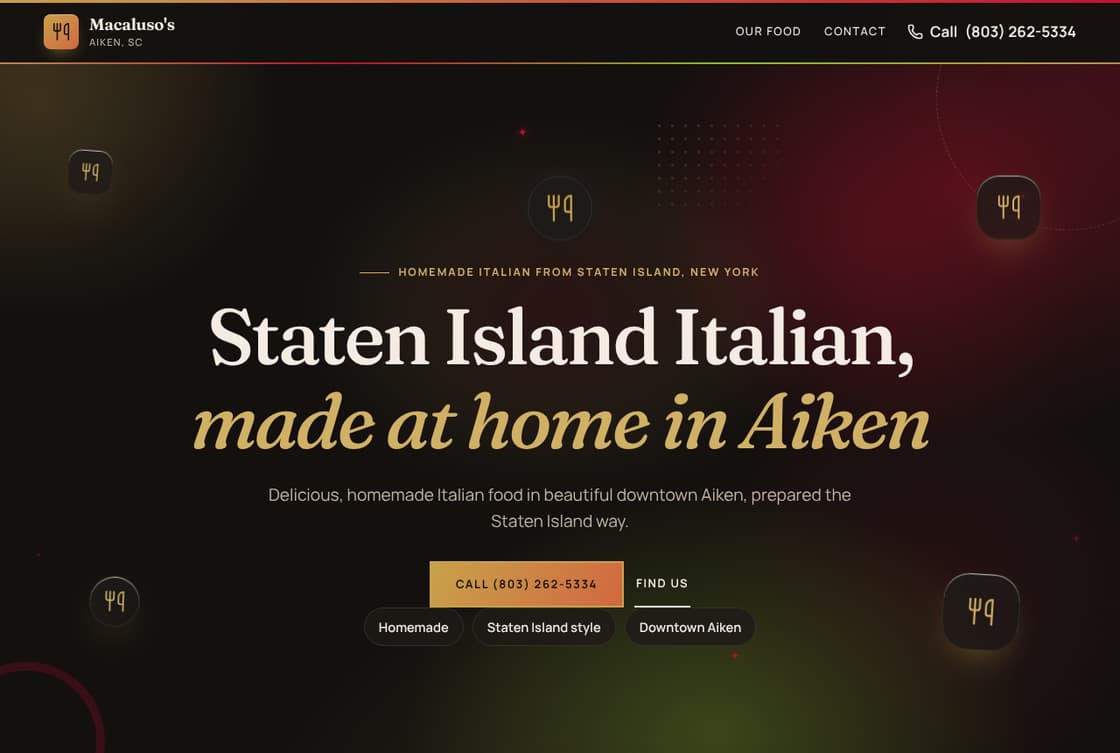 Macaluso's
AIKEN, SC
OUR FOOD
CONTACT
Call (803) 262-5334
HOMEMADE ITALIAN FROM STATEN ISLAND, NEW YORK
Staten Island Italian,
made at home in Aiken
Delicious, homemade Italian food in beautiful downtown Aiken, prepared the
Staten Island way.
CALL (803) 262-5334
FIND US
Homemade
Staten Island style
Downtown Aiken